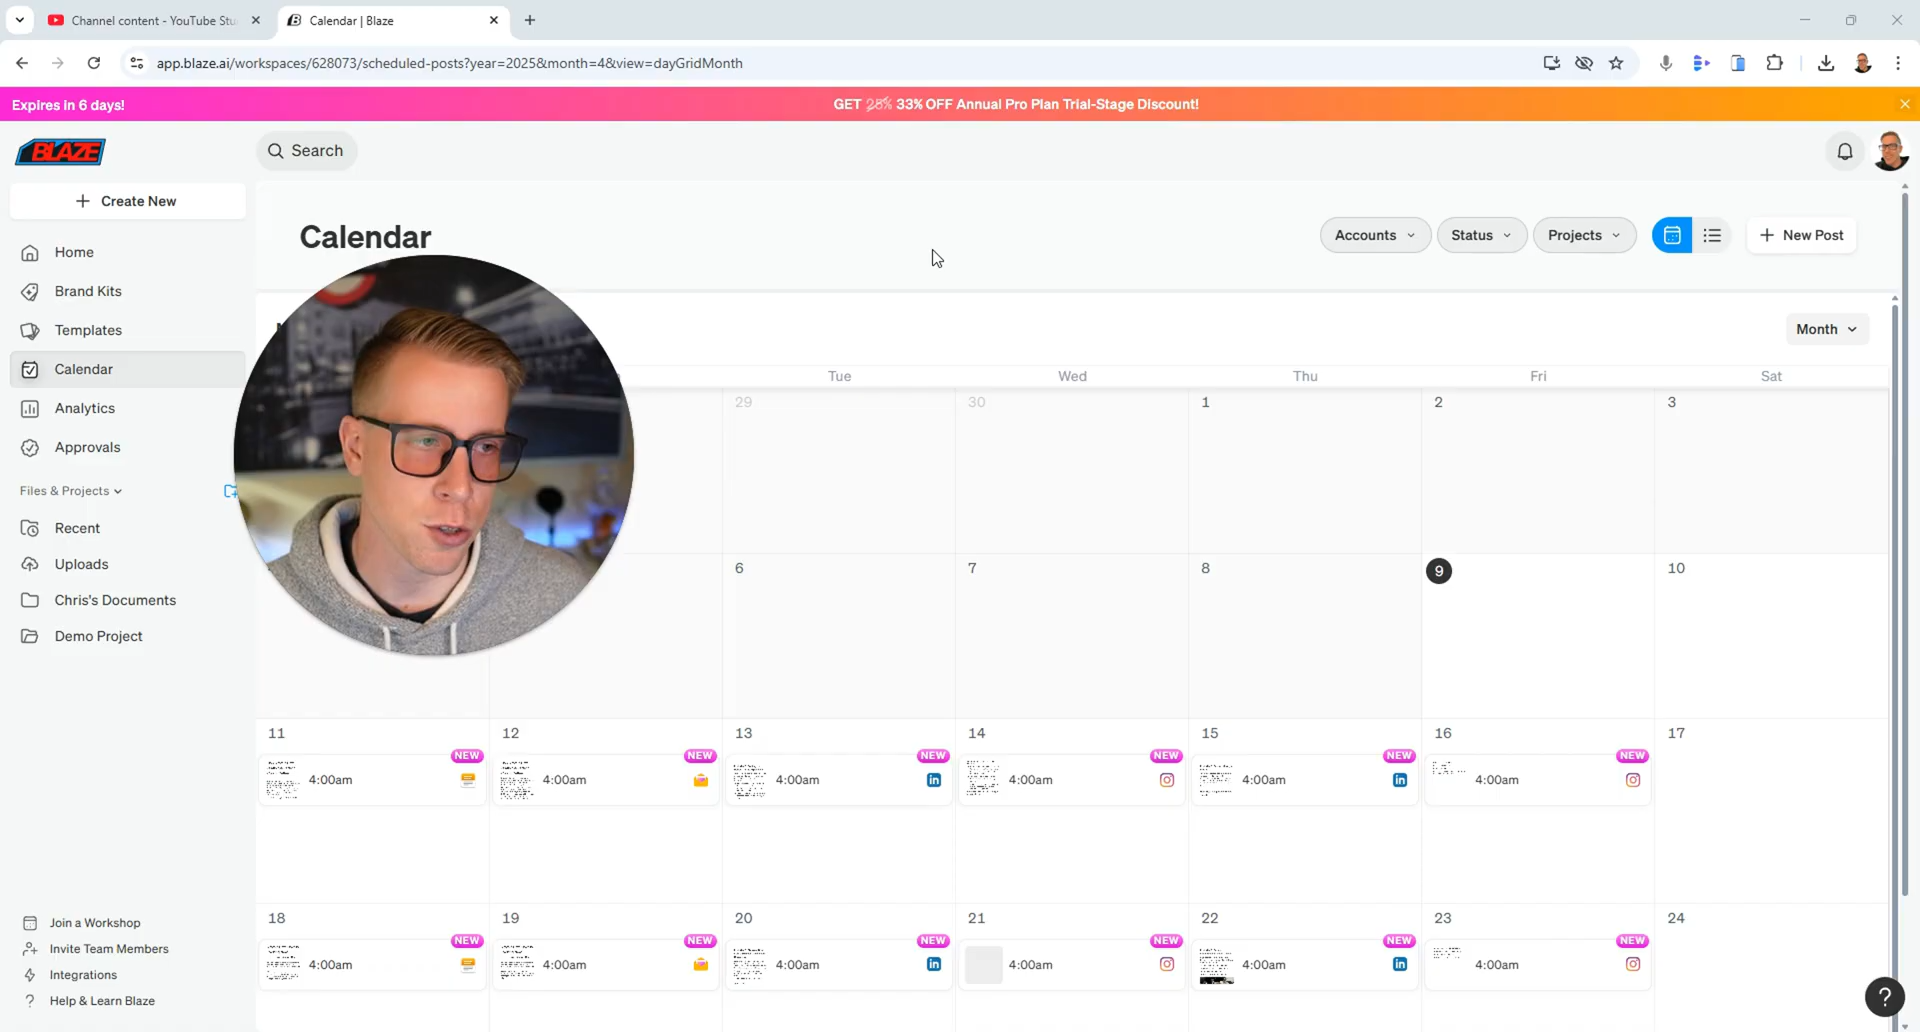 Channel content - YouTube Stu
Calendar | Blaze
app.blaze.ai/workspaces/628073/scheduled-posts?year=2025&month=4&view=dayGridMonth
Expires in 6 days!
GET 25% 33% OFF Annual Pro Plan Trial-Stage Discount!
BLAZE
Search
Create New
Home
Brand Kits
Templates
Calendar
Analytics
Approvals
Files & Projects
Recent
Uploads
Chris's Documents
Demo Project
Join a Workshop
Invite Team Members
Integrations
Help & Learn Blaze
Calendar
Accounts
Status
Projects
New Post
Month
Tue Wed Thu Fri Sat
29 30 1 2 3
6 7 8 9 10
11 12 13 14 15 16 17
NEW NEW NEW NEW NEW NEW
4:00am 4:00am 4:00am 4:00am 4:00am 4:00am
18 19 20 21 22 23 24
NEW NEW NEW NEW NEW NEW
4:00am 4:00am 4:00am 4:00am 4:00am 4:00am
?